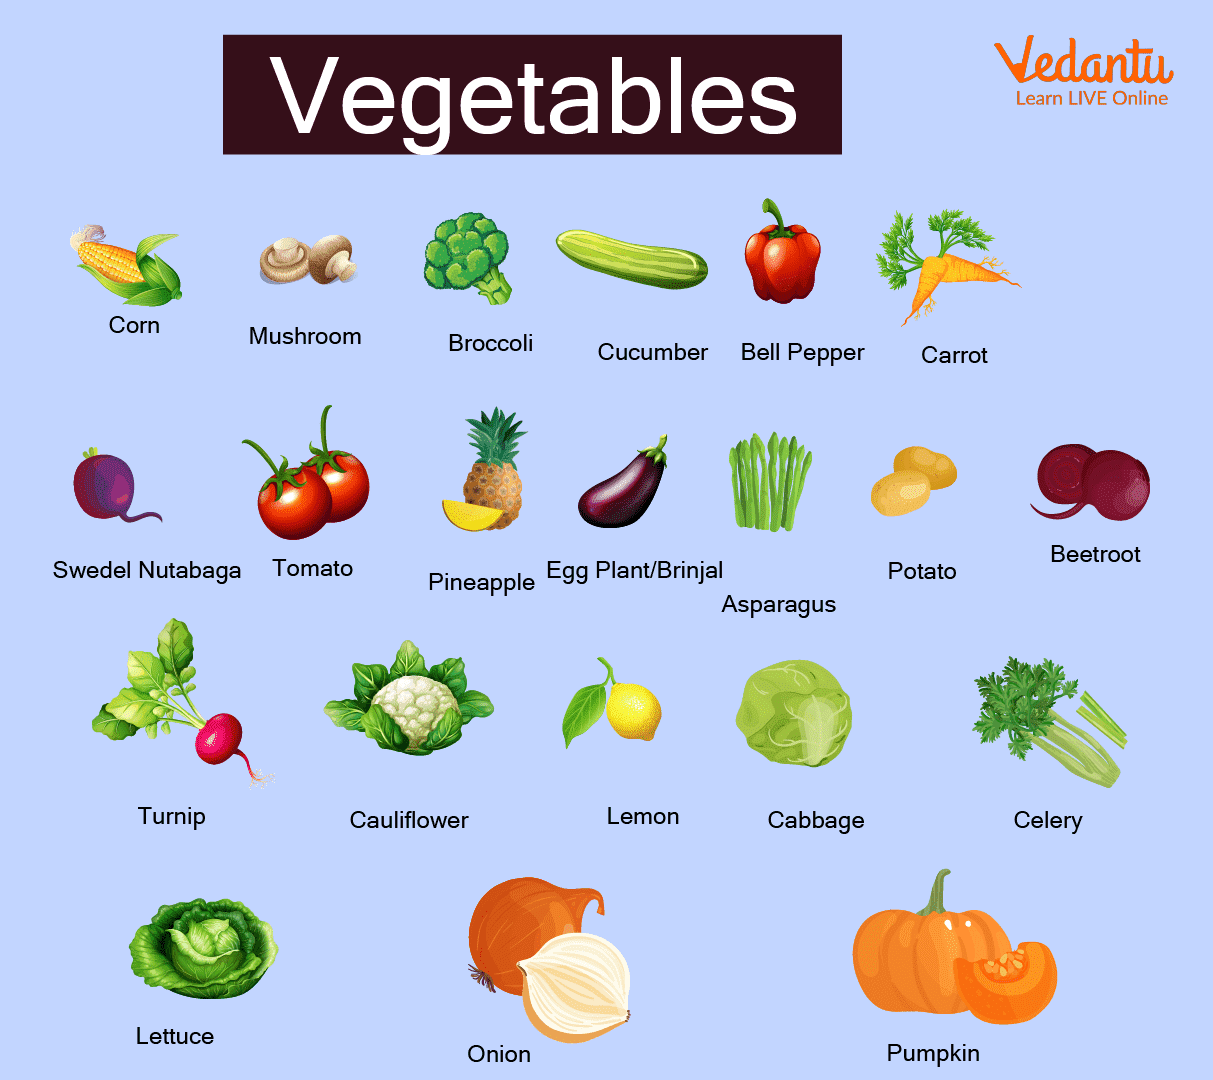 Vegetables
Vedantu
Learn LIVE Online
Corn
Mushroom
Broccoli
Cucumber
Bell Pepper
Carrot
Swedel Nutabaga
Tomato
Pineapple
Egg Plant/Brinjal
Asparagus
Potato
Beetroot
Turnip
Cauliflower
Lemon
Cabbage
Celery
Lettuce
Onion
Pumpkin